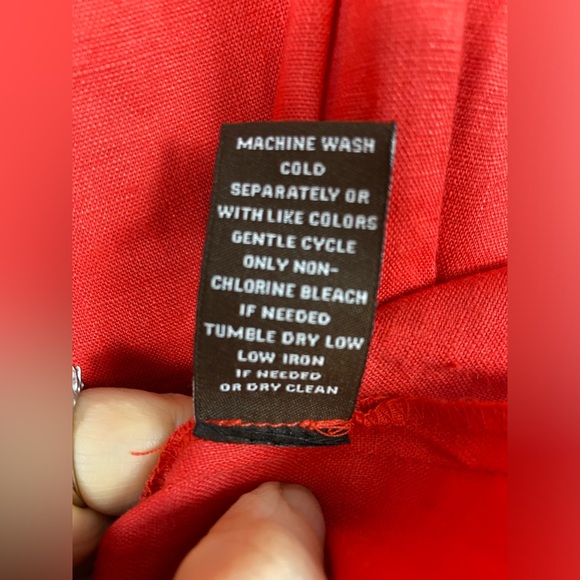 MACHINE WASH
COLD
SEPARATELY OR
WITH LIKE COLORS
GENTLE CYCLE
ONLY NON-
CHLORINE BLEACH
IF NEEDED
TUMBLE DRY LOW
LOW IRON
IF NEEDED
OR DRY CLEAN